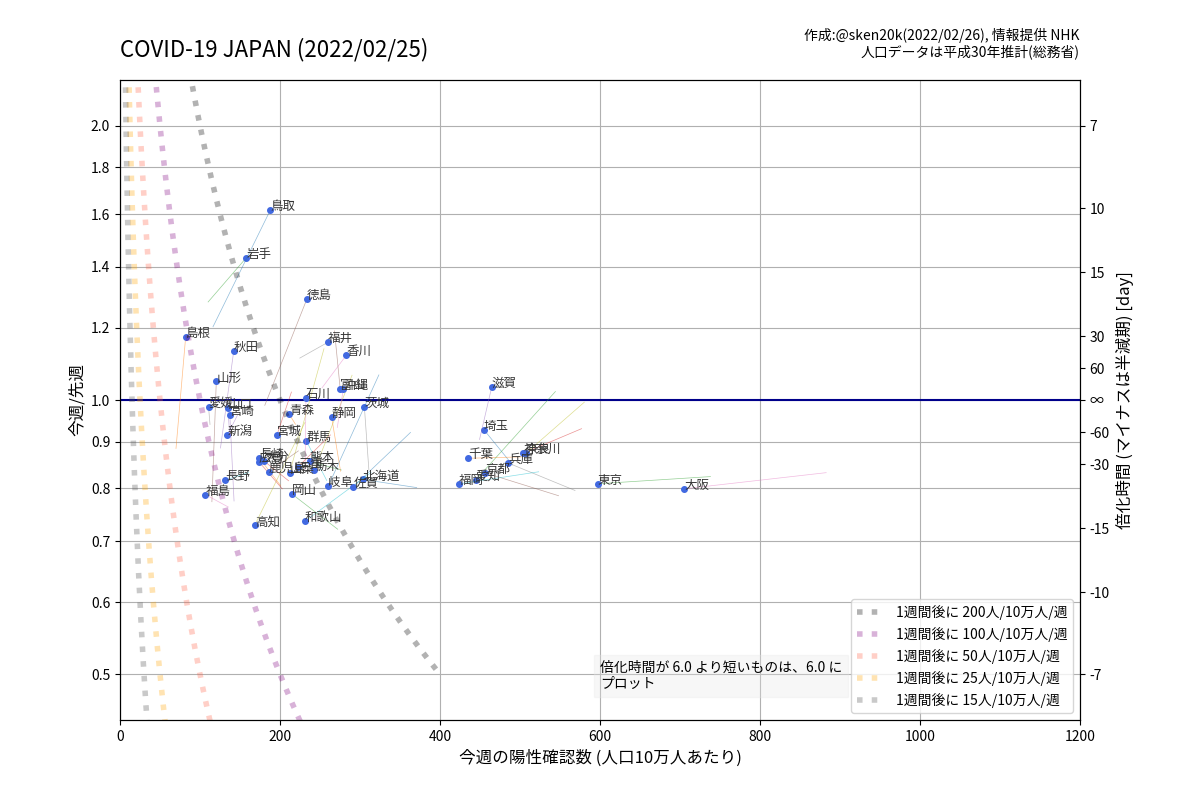 COVID-19 JAPAN (2022/02/25)
作成:@sken20k(2022/02/26), 情報提供 NHK
人口データは平成30年推計(総務省)
今週/先週
2.0
1.8
1.6
1.4
1.2
1.0
0.9
0.8
0.7
0.6
0.5
7
10
15
30
60
∞
-60
-30
-15
-10
-7
倍化時間 (マイナスは半減期) [day]
鳥取
岩手
徳島
島根
福井
秋田
香川
山形
滋賀
石川
愛媛
茨城
宮崎
青森
静岡
埼玉
新潟
宮城
群馬
千葉
神奈川
長崎
熊本
兵庫
栃木
鹿児島
京都
長野
北海道
愛知
岐阜
佐賀
福岡
東京
大阪
福島
岡山
高知
和歌山
倍化時間が 6.0 より短いものは、6.0 に
プロット
1週間後に 200人/10万人/週
1週間後に 100人/10万人/週
1週間後に 50人/10万人/週
1週間後に 25人/10万人/週
1週間後に 15人/10万人/週
0
200
400
600
800
1000
1200
今週の陽性確認数 (人口10万人あたり)